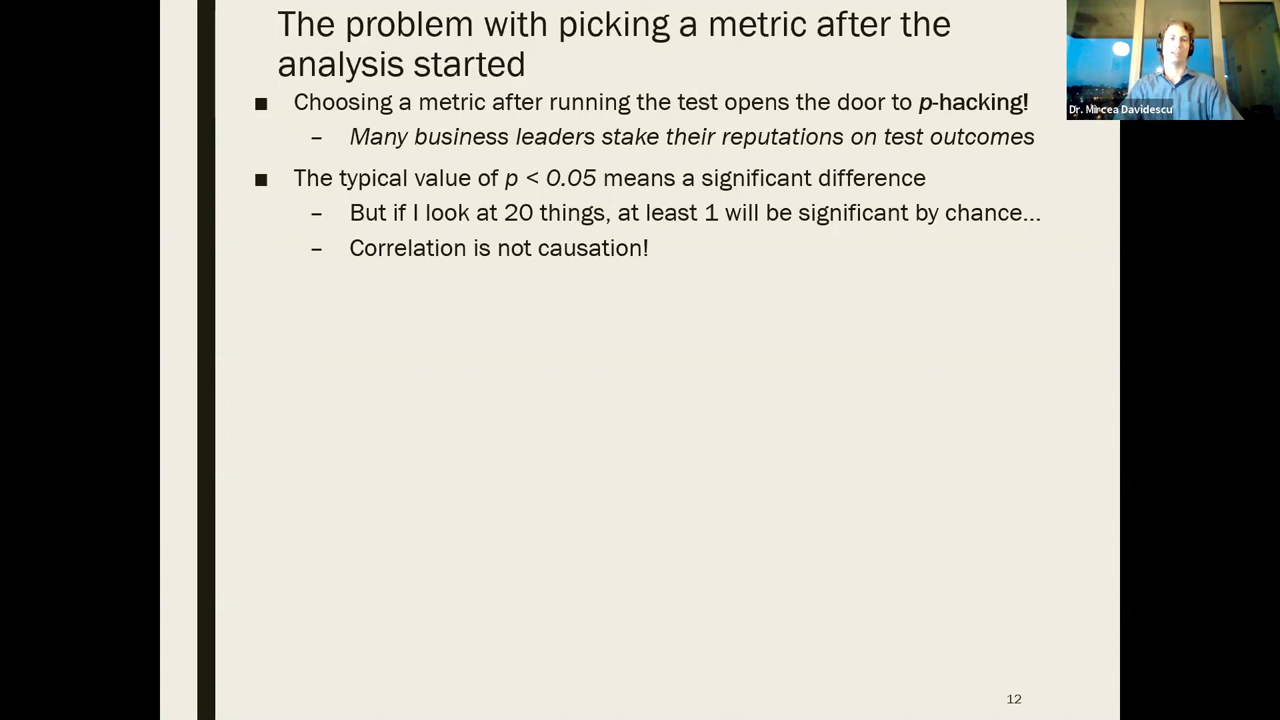 The problem with picking a metric after the
analysis started
■ Choosing a metric after running the test opens the door to p-hacking!
– Many business leaders stake their reputations on test outcomes
■ The typical value of p < 0.05 means a significant difference
– But if I look at 20 things, at least 1 will be significant by chance...
– Correlation is not causation!
Dr. Mircea Davidescu
12